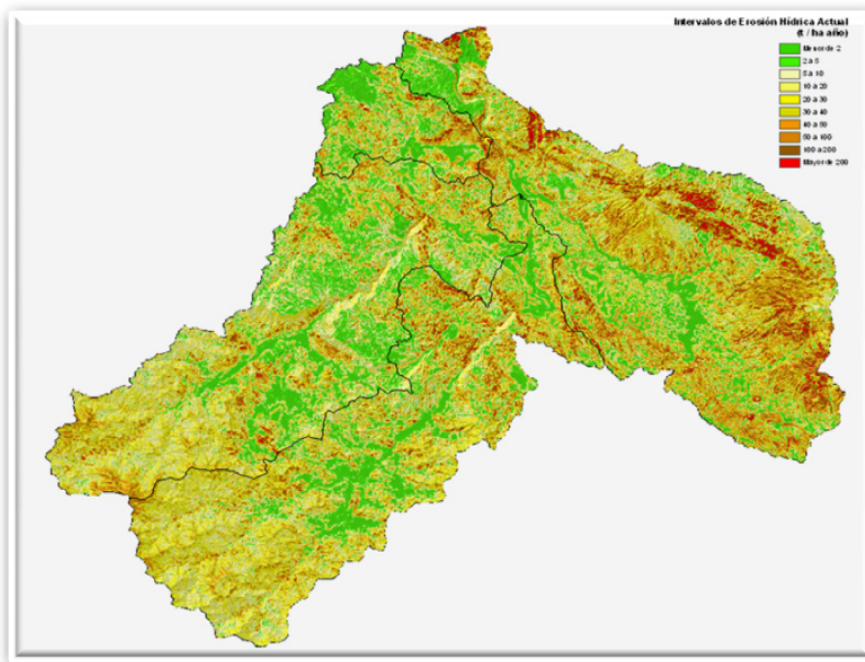 Intervalos de Erosión Hídrica Actual
(t / ha año)
Menor de 2
2 a 5
5 a 10
10 a 20
20 a 30
30 a 40
40 a 50
50 a 100
100 a 200
Mayor de 200